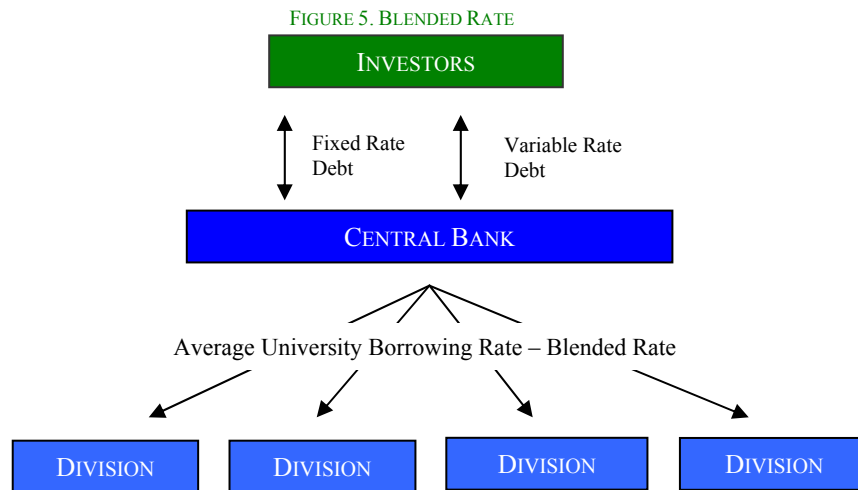 FIGURE 5. BLENDED RATE
INVESTORS
Fixed Rate
Debt
Variable Rate
Debt
CENTRAL BANK
Average University Borrowing Rate – Blended Rate
DIVISION
DIVISION
DIVISION
DIVISION